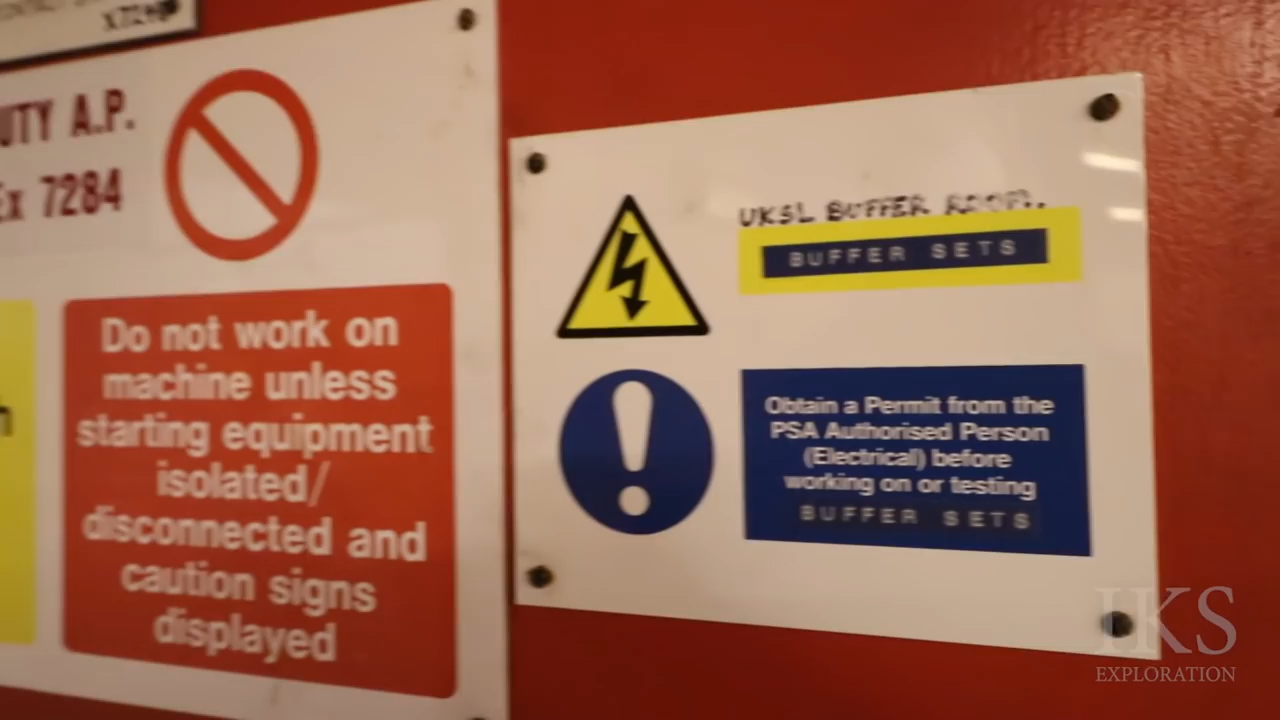 x7248
UTY A.P.
Ex 7284
Do not work on
machine unless
starting equipment
isolated/
disconnected and
caution signs
displayed
UKSL BUFFER ROOM.
BUFFER SETS
Obtain a Permit from the
PSA Authorised Person
(Electrical) before
working on or testing
BUFFER SETS
IKS
EXPLORATION